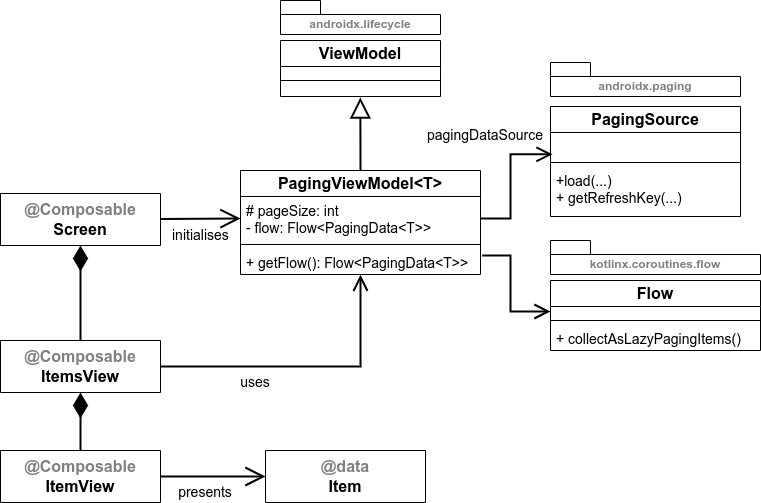 androidx.lifecycle
ViewModel
androidx.paging
PagingSource
+load(...)
+ getRefreshKey(...)
pagingDataSource
PagingViewModel<T>
# pageSize: int
- flow: Flow<PagingData<T>>
+ getFlow(): Flow<PagingData<T>>
@Composable
Screen
initialises
kotlinx.coroutines.flow
Flow
+ collectAsLazyPagingItems()
@Composable
ItemsView
uses
@Composable
ItemView
presents
@data
Item